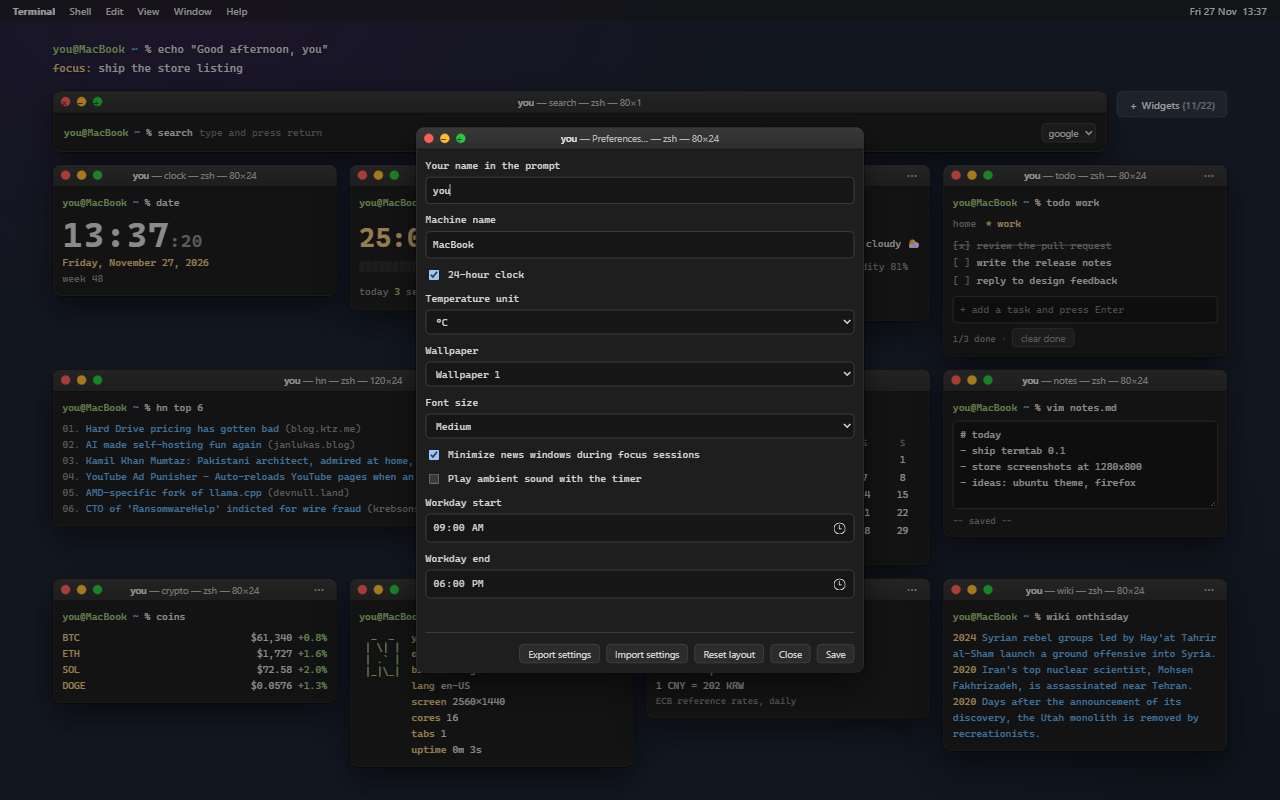 Terminal Shell Edit View Window Help
Fri 27 Nov 13:37
you@MacBook ~ % echo "Good afternoon, you"
focus: ship the store listing
you — search — zsh — 80×1
+ Widgets (11/22)
you@MacBook ~ % search type and press return
google
you — Preferences… — zsh — 80×24
Your name in the prompt
you
Machine name
MacBook
24-hour clock
Temperature unit
°C
Wallpaper
Wallpaper 1
Font size
Medium
Minimize news windows during focus sessions
Play ambient sound with the timer
Workday start
09:00 AM
Workday end
06:00 PM
Export settings Import settings Reset layout Close Save
you — clock — zsh — 80×24
you@MacBook ~ % date
13:37:20
Friday, November 27, 2026
week 48
you@MacBo
25:0
today 3 se
cloudy
dity 81%
you — todo — zsh — 80×24
you@MacBook ~ % todo work
home * work
[x] review the pull request
[ ] write the release notes
[ ] reply to design feedback
+ add a task and press Enter
1/3 done · clear done
you — hn — zsh — 120×24
you@MacBook ~ % hn top 6
01. Hard Drive pricing has gotten bad (blog.ktz.me)
02. AI made self-hosting fun again (janlukas.blog)
03. Kamil Khan Mumtaz: Pakistani architect, admired at home,
04. YouTube Ad Punisher – Auto-reloads YouTube pages when an
05. AMD-specific fork of llama.cpp (devnull.land)
06. CTO of 'RansomwareHelp' indicted for wire fraud (krebson
S
1
7 8
4 15
1 22
8 29
you — notes — zsh — 80×24
you@MacBook ~ % vim notes.md
# today
- ship termtab 0.1
- store screenshots at 1280x800
- ideas: ubuntu theme, firefox
-- saved --
you — crypto — zsh — 80×24
you@MacBook ~ % coins
BTC $61,340 +0.8%
ETH $1,727 +1.6%
SOL $72.58 +2.0%
DOGE $0.0576 +1.3%
you@MacBo
lang en-US
screen 2560×1440
cores 16
tabs 1
uptime 0m 3s
1 CNY = 202 KRW
ECB reference rates, daily
you — wiki — zsh — 80×24
you@MacBook ~ % wiki onthisday
2024 Syrian rebel groups led by Hay'at Tahrir
al-Sham launch a ground offensive into Syria.
2020 Iran's top nuclear scientist, Mohsen
Fakhrizadeh, is assassinated near Tehran.
2020 Days after the announcement of its
discovery, the Utah monolith is removed by
recreationists.